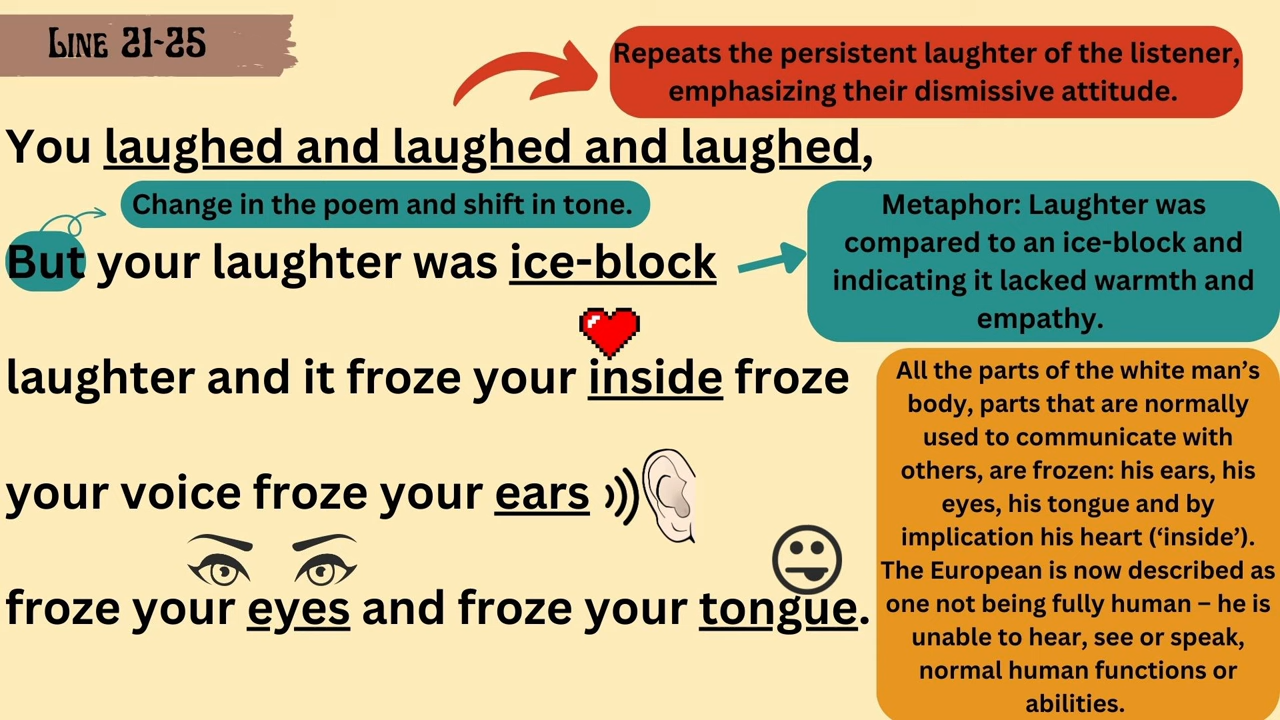 LINE 21-25
Repeats the persistent laughter of the listener,
emphasizing their dismissive attitude.
You laughed and laughed and laughed,
Change in the poem and shift in tone.
But your laughter was ice-block
Metaphor: Laughter was
compared to an ice-block and
indicating it lacked warmth and
empathy.
laughter and it froze your inside froze
your voice froze your ears
froze your eyes and froze your tongue.
All the parts of the white man’s
body, parts that are normally
used to communicate with
others, are frozen: his ears, his
eyes, his tongue and by
implication his heart (‘inside’).
The European is now described as
one not being fully human – he is
unable to hear, see or speak,
normal human functions or
abilities.